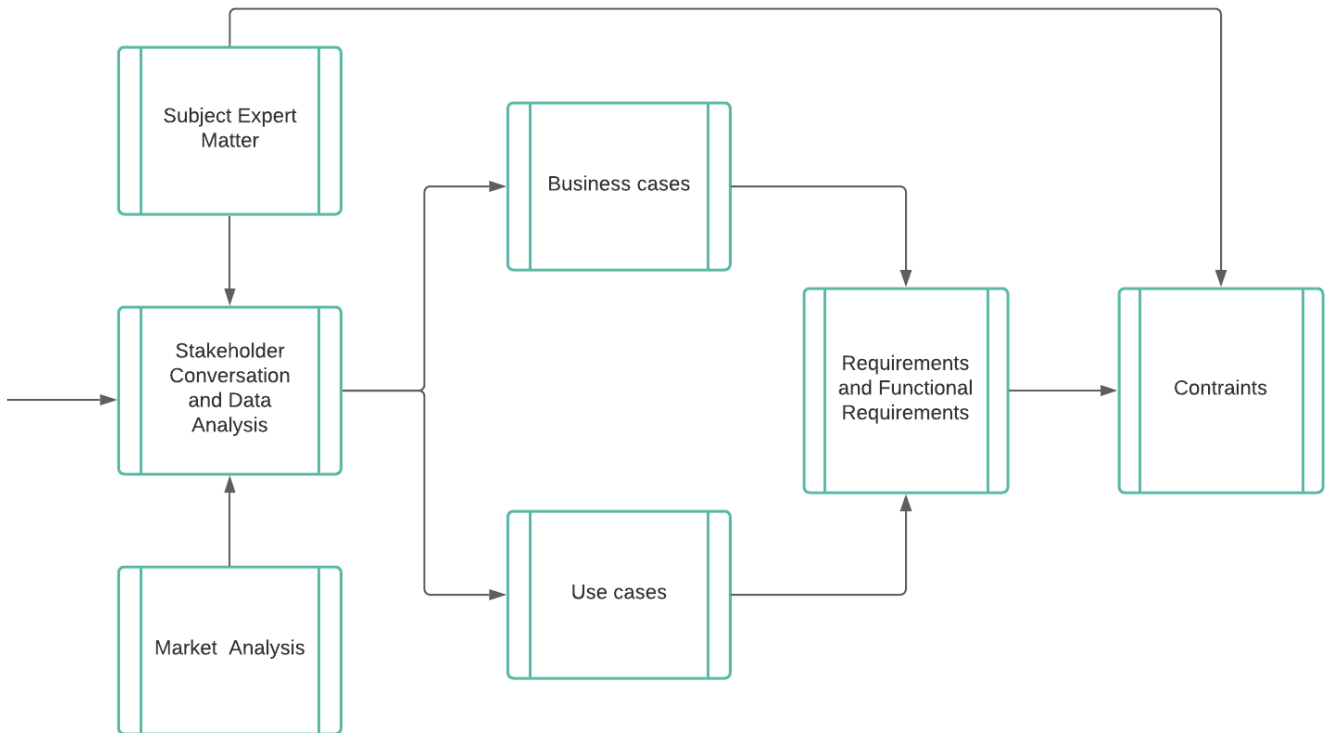 Subject Expert
Matter
Business cases
Stakeholder
Conversation
and Data
Analysis
Requirements
and Functional
Requirements
Contraints
Use cases
Market  Analysis